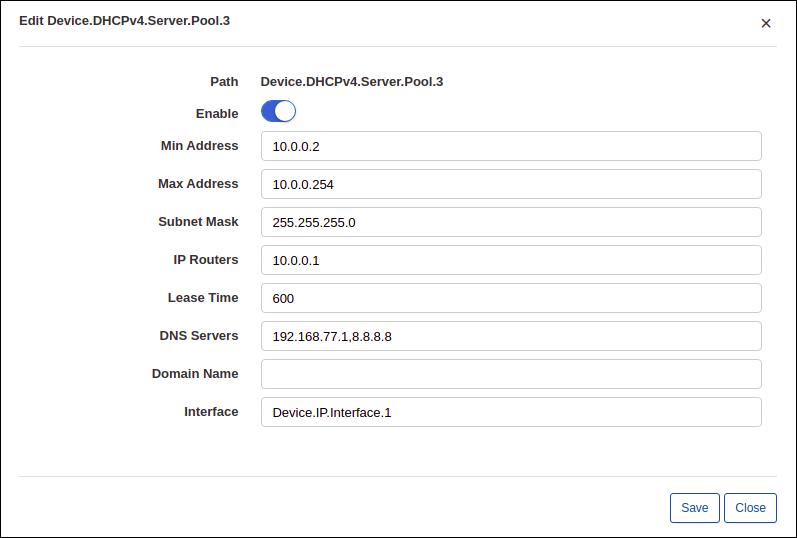 Edit Device.DHCPv4.Server.Pool.3 ×
Path Device.DHCPv4.Server.Pool.3
Enable
Min Address 10.0.0.2
Max Address 10.0.0.254
Subnet Mask 255.255.255.0
IP Routers 10.0.0.1
Lease Time 600
DNS Servers 192.168.77.1,8.8.8.8
Domain Name
Interface Device.IP.Interface.1
Save Close